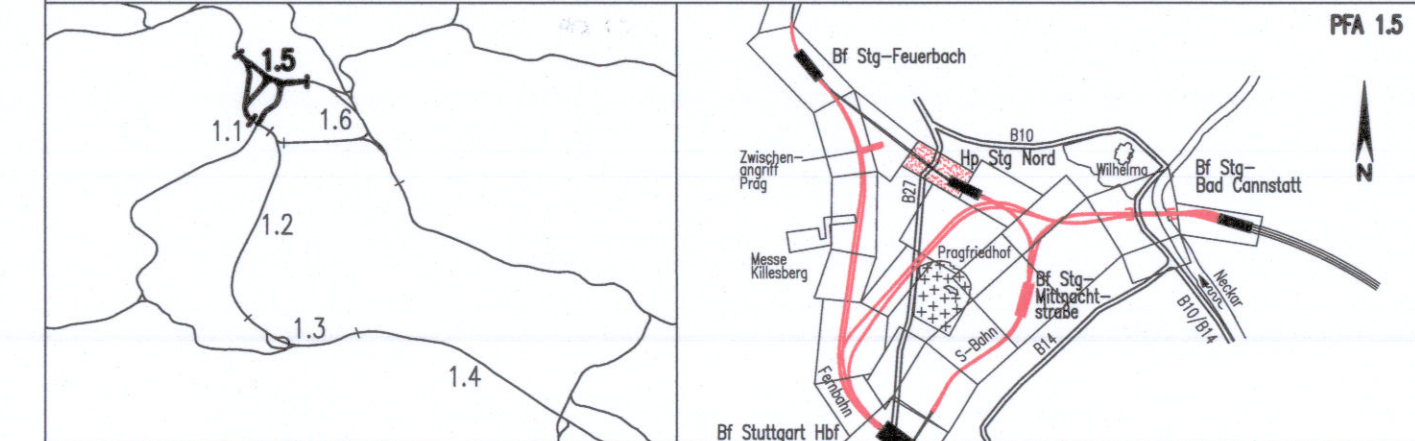 1.5
1.1
1.6
1.2
1.3
1.4
PFA 1.5
Bf Stg-Feuerbach
B10
Zwischen-
angriff
Prag
Hp Stg Nord
Wilhelma
Bf Stg-
Bad Cannstatt
N
B27
Messe
Killesberg
Pragfriedhof
Bf Stg-
Mittnacht-
straße
Neckar
B10/B14
S-Bahn
B14
Fernbahn
Bf Stuttgart Hbf